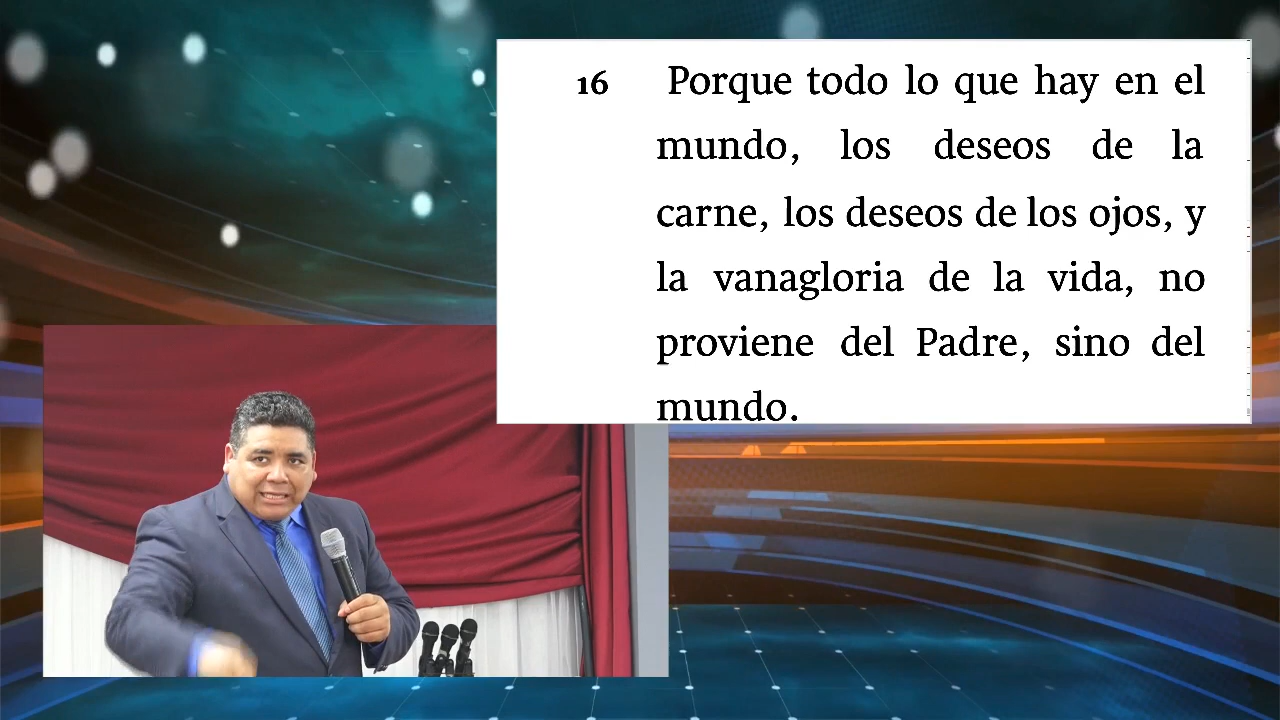 16 Porque todo lo que hay en el
mundo, los deseos de la
carne, los deseos de los ojos, y
la vanagloria de la vida, no
proviene del Padre, sino del
mundo.